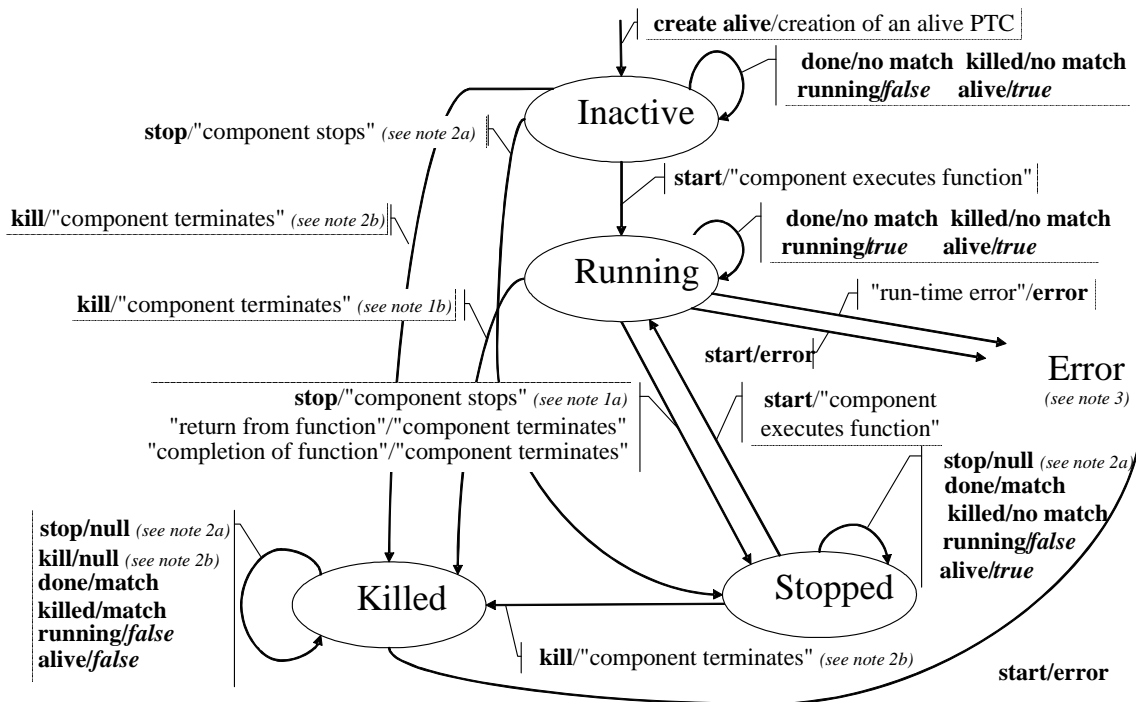 create alive/creation of an alive PTC
done/no match killed/no match
running/false alive/true
Inactive
stop/"component stops" (see note 2a)
start/"component executes function"
kill/"component terminates" (see note 2b)
done/no match killed/no match
running/true alive/true
Running
kill/"component terminates" (see note 1b)
"run-time error"/error
start/error
Error
(see note 3)
stop/"component stops" (see note 1a)
"return from function"/"component terminates"
"completion of function"/"component terminates"
start/"component
executes function"
stop/null (see note 2a)
done/match
killed/no match
running/false
alive/true
stop/null (see note 2a)
kill/null (see note 2b)
done/match
killed/match
running/false
alive/false
Killed
Stopped
kill/"component terminates" (see note 2b)
start/error